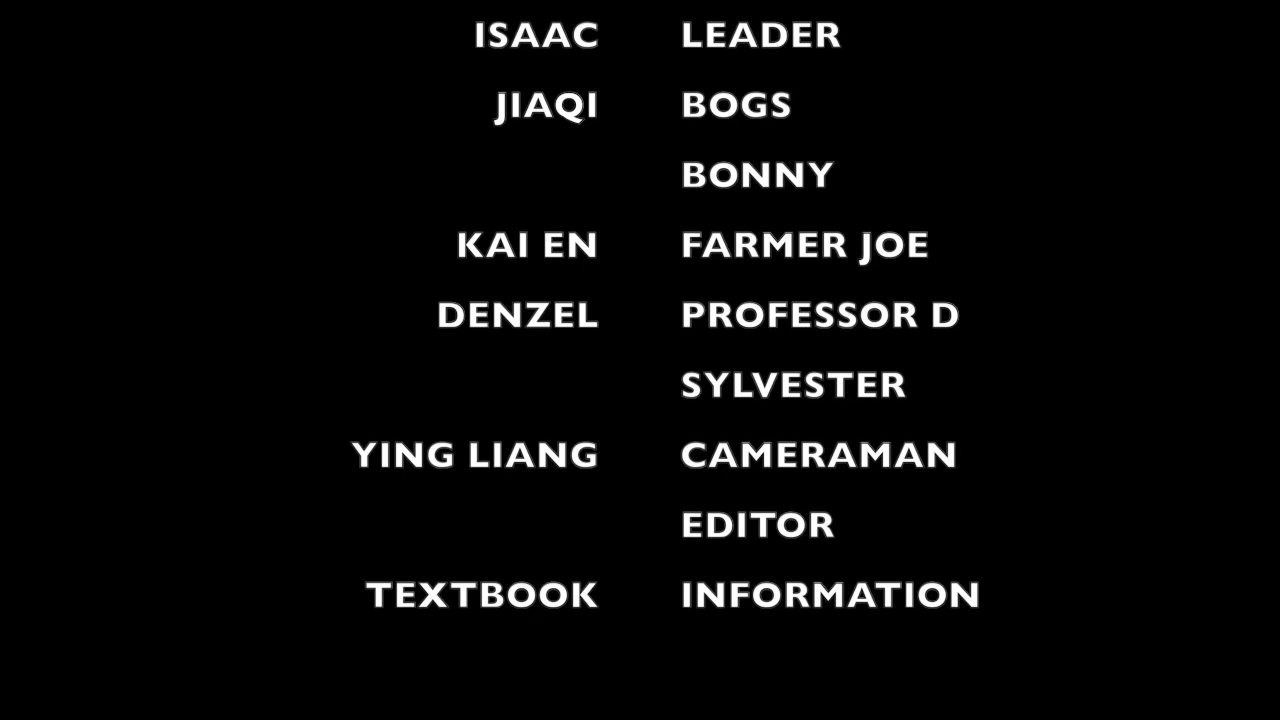 ISAAC LEADER
JIAQI BOGS
BONNY
KAI EN FARMER JOE
DENZEL PROFESSOR D
SYLVESTER
YING LIANG CAMERAMAN
EDITOR
TEXTBOOK INFORMATION